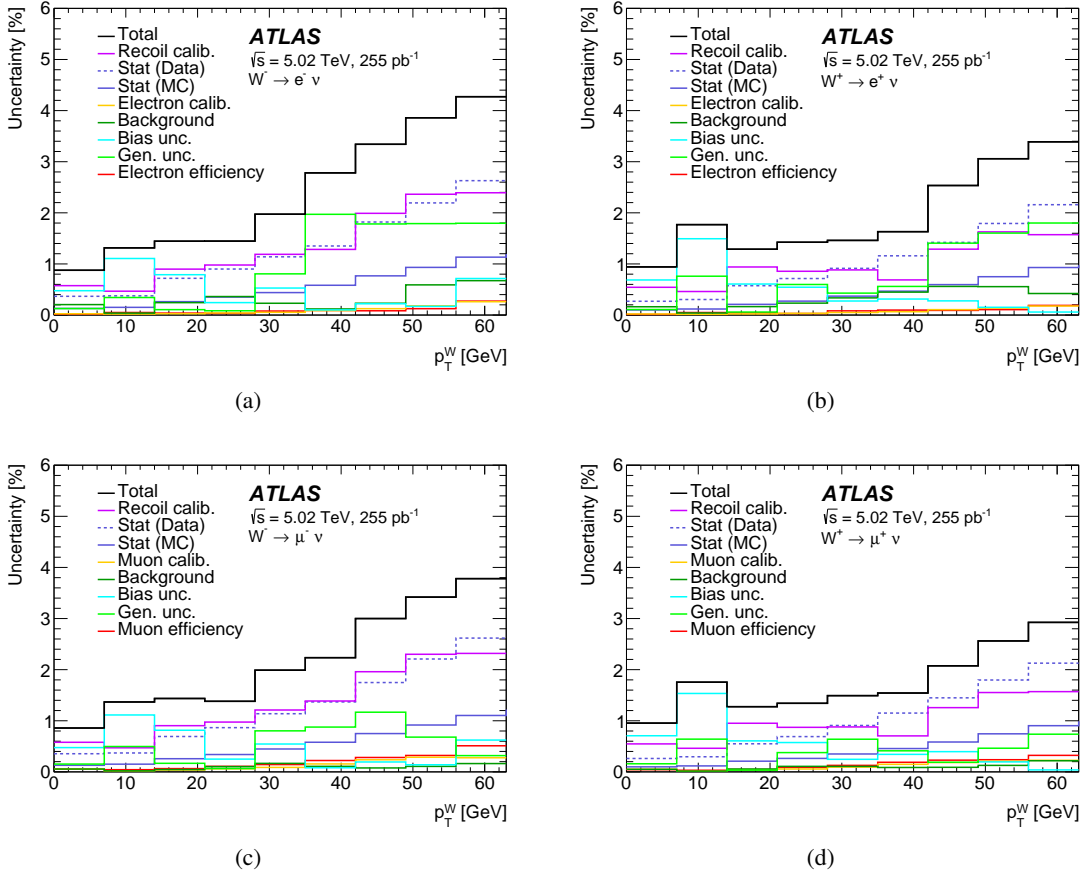 Uncertainty [%]
6
5
4
3
2
1
0
Total
Recoil calib.
Stat (Data)
Stat (MC)
Electron calib.
Background
Bias unc.
Gen. unc.
Electron efficiency
ATLAS
√s = 5.02 TeV, 255 pb⁻¹
W⁻ → e⁻ ν
0 10 20 30 40 50 60
p_T^W [GeV]
(a)
Uncertainty [%]
6
5
4
3
2
1
0
Total
Recoil calib.
Stat (Data)
Stat (MC)
Electron calib.
Background
Bias unc.
Gen. unc.
Electron efficiency
ATLAS
√s = 5.02 TeV, 255 pb⁻¹
W⁺ → e⁺ ν
0 10 20 30 40 50 60
p_T^W [GeV]
(b)
Uncertainty [%]
6
5
4
3
2
1
0
Total
Recoil calib.
Stat (Data)
Stat (MC)
Muon calib.
Background
Bias unc.
Gen. unc.
Muon efficiency
ATLAS
√s = 5.02 TeV, 255 pb⁻¹
W⁻ → μ⁻ ν
0 10 20 30 40 50 60
p_T^W [GeV]
(c)
Uncertainty [%]
6
5
4
3
2
1
0
Total
Recoil calib.
Stat (Data)
Stat (MC)
Muon calib.
Background
Bias unc.
Gen. unc.
Muon efficiency
ATLAS
√s = 5.02 TeV, 255 pb⁻¹
W⁺ → μ⁺ ν
0 10 20 30 40 50 60
p_T^W [GeV]
(d)